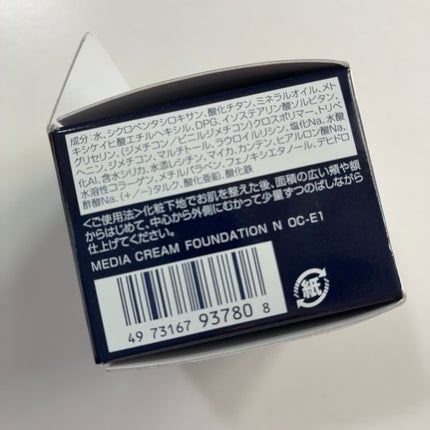 成分:水、シクロペンタシロキサン、酸化チタン、ミネラルオイル、メト
キシケイヒ酸エチルヘキシル、DPG、イソステアリン酸ソルビタン、
グリセリン、(ジメチコン/ビニルジメチコン)クロスポリマー、トリベ
ヘニン、ジメチコン、マルチトール、ラウロイルリシン、塩化Na、水酸
化Al、含水シリカ、水添レシチン、マイカ、カンテン、ヒアルロン酸Na、
水溶性コラーゲン、メチルパラベン、フェノキシエタノール、デヒドロ
酢酸Na、(+/−)タルク、酸化亜鉛、酸化鉄
<ご使用法>化粧下地でお肌を整えた後、面積の広い頬や額
からはじめて、中心から外側にむかって少量ずつのばしながら
仕上げてください。
MEDIA CREAM FOUNDATION N OC-E1
49 73167 93780 8
紙